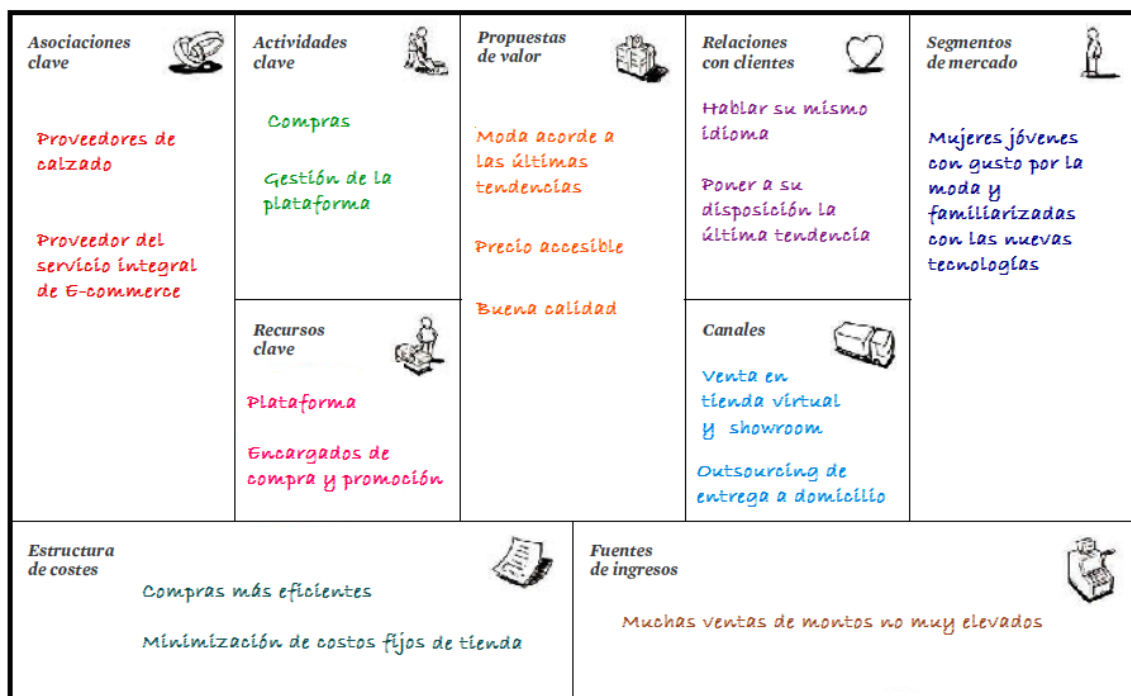 Asociaciones
clave
Proveedores de
calzado
Proveedor del
servicio integral
de E-commerce
Actividades
clave
Compras
Gestión de la
plataforma
Recursos
clave
Plataforma
Encargados de
compra y promoción
Propuestas
de valor
Moda acorde a
las últimas
tendencias
Precio accesible
Buena calidad
Relaciones
con clientes
Hablar su mismo
idioma
Poner a su
disposición la
última tendencia
Canales
Venta en
tienda virtual
y showroom
Outsourcing de
entrega a domicilio
Segmentos
de mercado
Mujeres jóvenes
con gusto por la
moda y
familiarizadas
con las nuevas
tecnologías
Estructura
de costes
Compras más eficientes
Minimización de costos fijos de tienda
Fuentes
de ingresos
Muchas ventas de montos no muy elevados